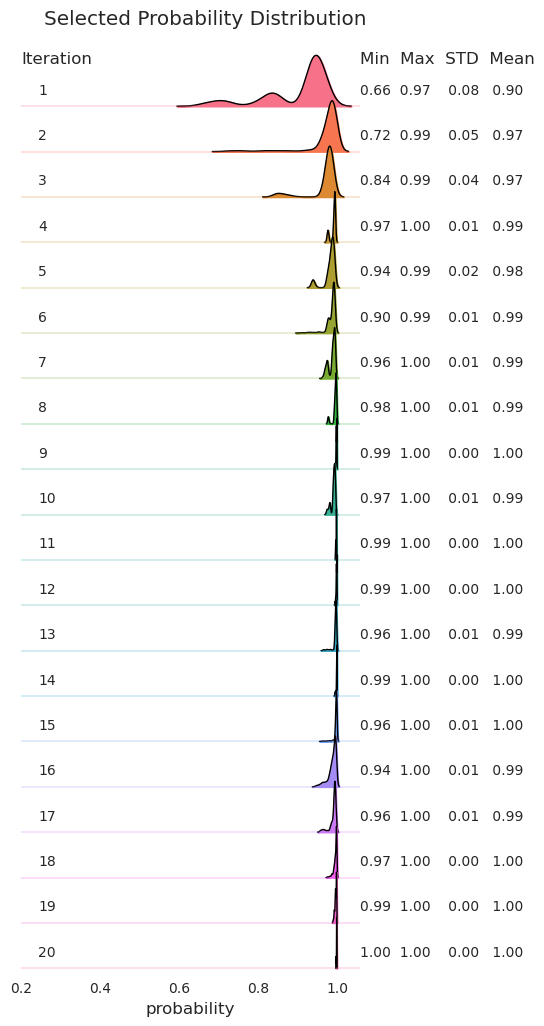 Selected Probability Distribution
Iteration Min Max STD Mean
1 0.66 0.97 0.08 0.90
2 0.72 0.99 0.05 0.97
3 0.84 0.99 0.04 0.97
4 0.97 1.00 0.01 0.99
5 0.94 0.99 0.02 0.98
6 0.90 0.99 0.01 0.99
7 0.96 1.00 0.01 0.99
8 0.98 1.00 0.01 0.99
9 0.99 1.00 0.00 1.00
10 0.97 1.00 0.01 0.99
11 0.99 1.00 0.00 1.00
12 0.99 1.00 0.00 1.00
13 0.96 1.00 0.01 0.99
14 0.99 1.00 0.00 1.00
15 0.96 1.00 0.01 1.00
16 0.94 1.00 0.01 0.99
17 0.96 1.00 0.01 0.99
18 0.97 1.00 0.00 1.00
19 0.99 1.00 0.00 1.00
20 1.00 1.00 0.00 1.00
0.2 0.4 0.6 0.8 1.0
probability